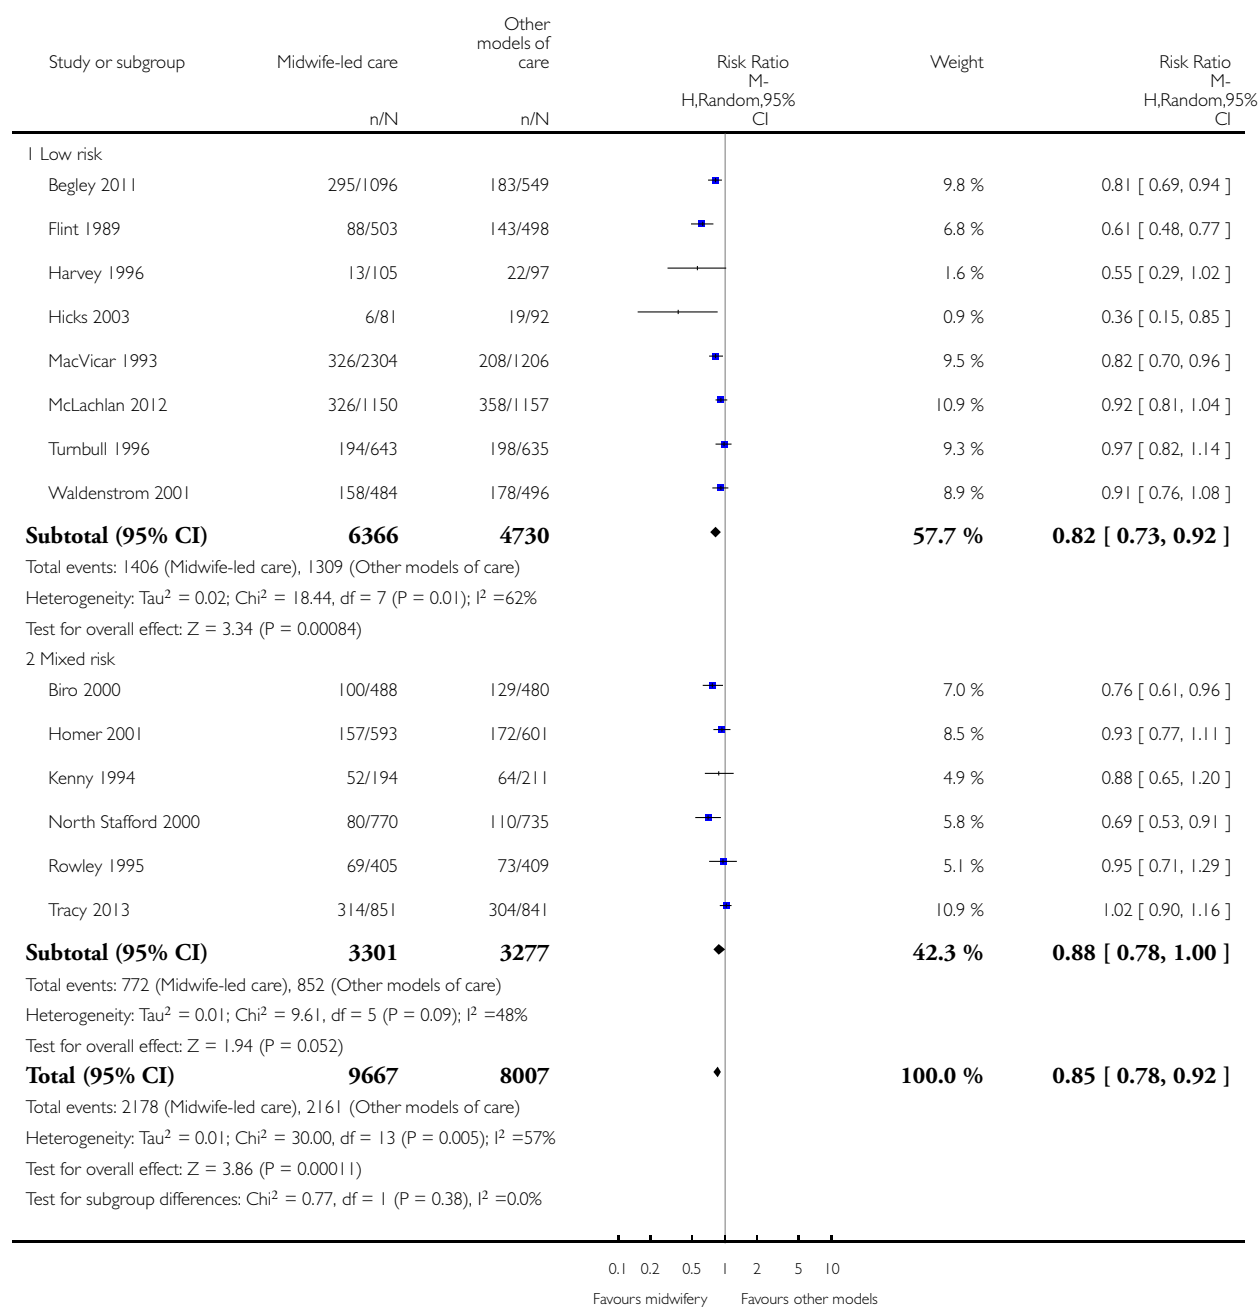 Other
models of
Study or subgroup Midwife-led care care Risk Ratio Weight Risk Ratio
M- M-
H,Random,95% H,Random,95%
n/N n/N CI CI
1 Low risk
Begley 2011 295/1096 183/549 9.8 % 0.81 [ 0.69, 0.94 ]
Flint 1989 88/503 143/498 6.8 % 0.61 [ 0.48, 0.77 ]
Harvey 1996 13/105 22/97 1.6 % 0.55 [ 0.29, 1.02 ]
Hicks 2003 6/81 19/92 0.9 % 0.36 [ 0.15, 0.85 ]
MacVicar 1993 326/2304 208/1206 9.5 % 0.82 [ 0.70, 0.96 ]
McLachlan 2012 326/1150 358/1157 10.9 % 0.92 [ 0.81, 1.04 ]
Turnbull 1996 194/643 198/635 9.3 % 0.97 [ 0.82, 1.14 ]
Waldenstrom 2001 158/484 178/496 8.9 % 0.91 [ 0.76, 1.08 ]
Subtotal (95% CI) 6366 4730 57.7 % 0.82 [ 0.73, 0.92 ]
Total events: 1406 (Midwife-led care), 1309 (Other models of care)
Heterogeneity: Tau² = 0.02; Chi² = 18.44, df = 7 (P = 0.01); I² =62%
Test for overall effect: Z = 3.34 (P = 0.00084)
2 Mixed risk
Biro 2000 100/488 129/480 7.0 % 0.76 [ 0.61, 0.96 ]
Homer 2001 157/593 172/601 8.5 % 0.93 [ 0.77, 1.11 ]
Kenny 1994 52/194 64/211 4.9 % 0.88 [ 0.65, 1.20 ]
North Stafford 2000 80/770 110/735 5.8 % 0.69 [ 0.53, 0.91 ]
Rowley 1995 69/405 73/409 5.1 % 0.95 [ 0.71, 1.29 ]
Tracy 2013 314/851 304/841 10.9 % 1.02 [ 0.90, 1.16 ]
Subtotal (95% CI) 3301 3277 42.3 % 0.88 [ 0.78, 1.00 ]
Total events: 772 (Midwife-led care), 852 (Other models of care)
Heterogeneity: Tau² = 0.01; Chi² = 9.61, df = 5 (P = 0.09); I² =48%
Test for overall effect: Z = 1.94 (P = 0.052)
Total (95% CI) 9667 8007 100.0 % 0.85 [ 0.78, 0.92 ]
Total events: 2178 (Midwife-led care), 2161 (Other models of care)
Heterogeneity: Tau² = 0.01; Chi² = 30.00, df = 13 (P = 0.005); I² =57%
Test for overall effect: Z = 3.86 (P = 0.00011)
Test for subgroup differences: Chi² = 0.77, df = 1 (P = 0.38), I² =0.0%
0.1 0.2 0.5 1 2 5 10
Favours midwifery Favours other models